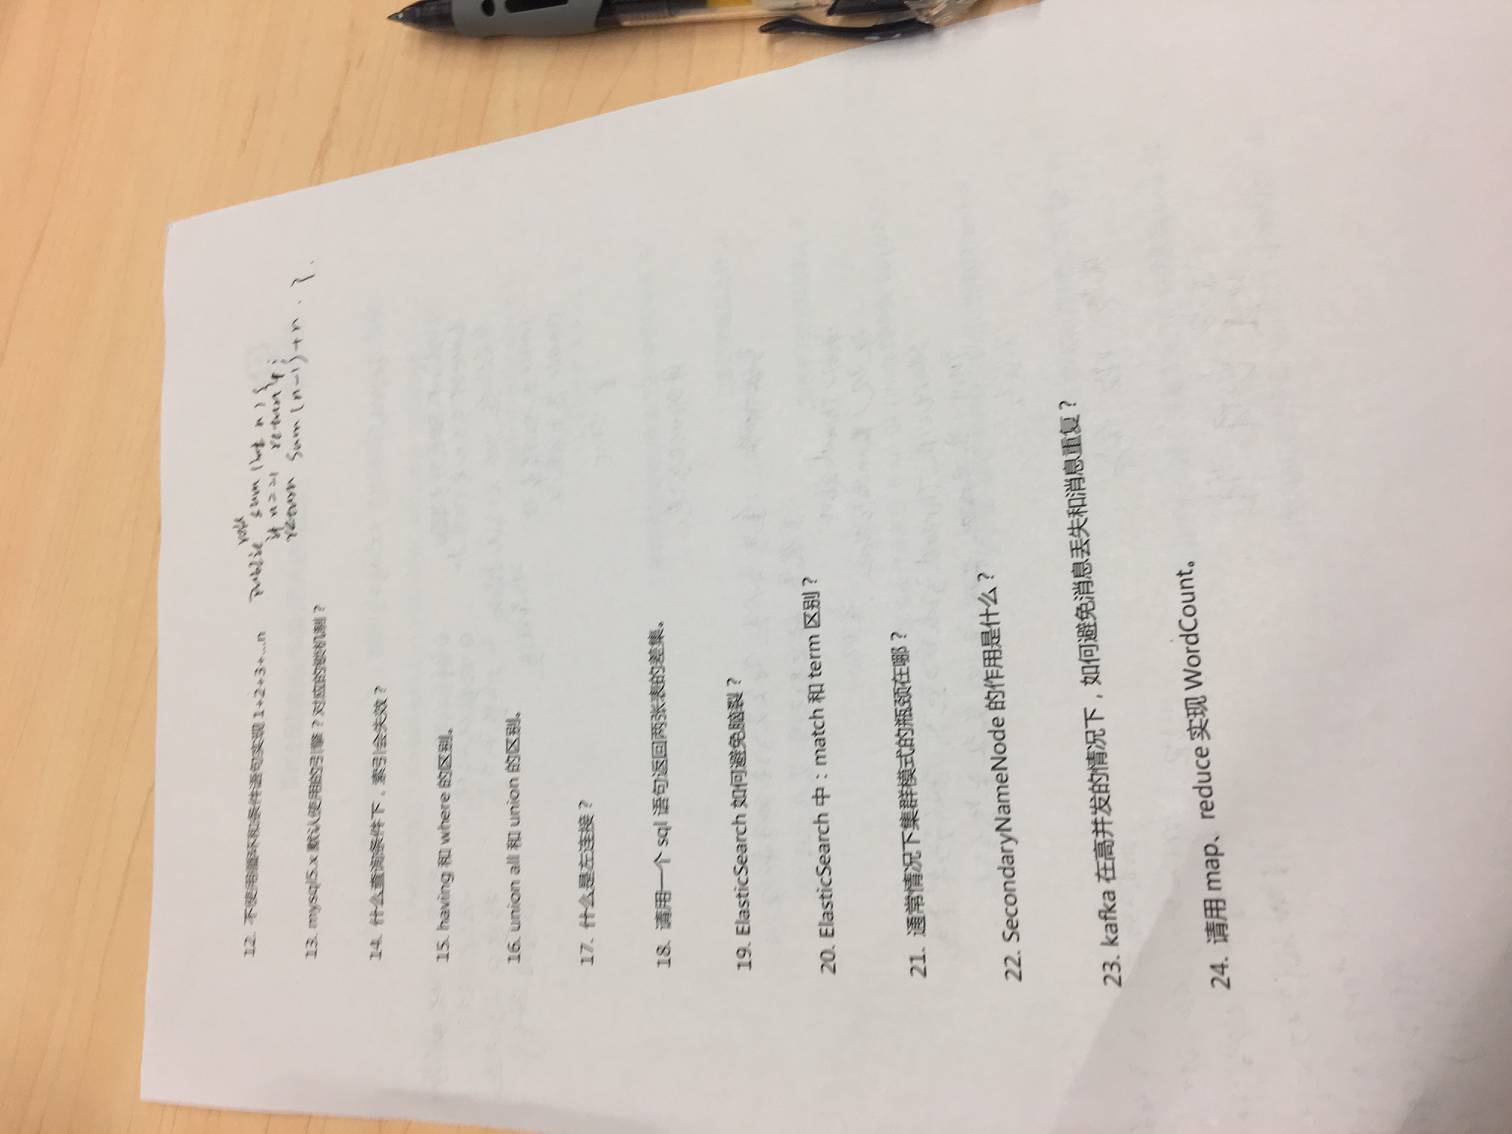 12. 不使用循环和条件语句实现 1+2+3+...n
void
public sum (int n) {
if n==1 return 1;
return sum(n-1)+n . }.
13. mysql5.x 默认使用的引擎？对应的锁机制？
14. 什么查询条件下，索引会失效？
15. having 和 where 的区别。
16. union all 和 union 的区别。
17. 什么是左连接？
18. 请用一个 sql 语句返回两张表的差集。
19. ElasticSearch 如何避免脑裂？
20. ElasticSearch 中：match 和 term 区别？
21. 通常情况下集群模式的瓶颈在哪？
22. SecondaryNameNode 的作用是什么？
23. kafka 在高并发的情况下，如何避免消息丢失和消息重复？
24. 请用 map、reduce 实现 WordCount。